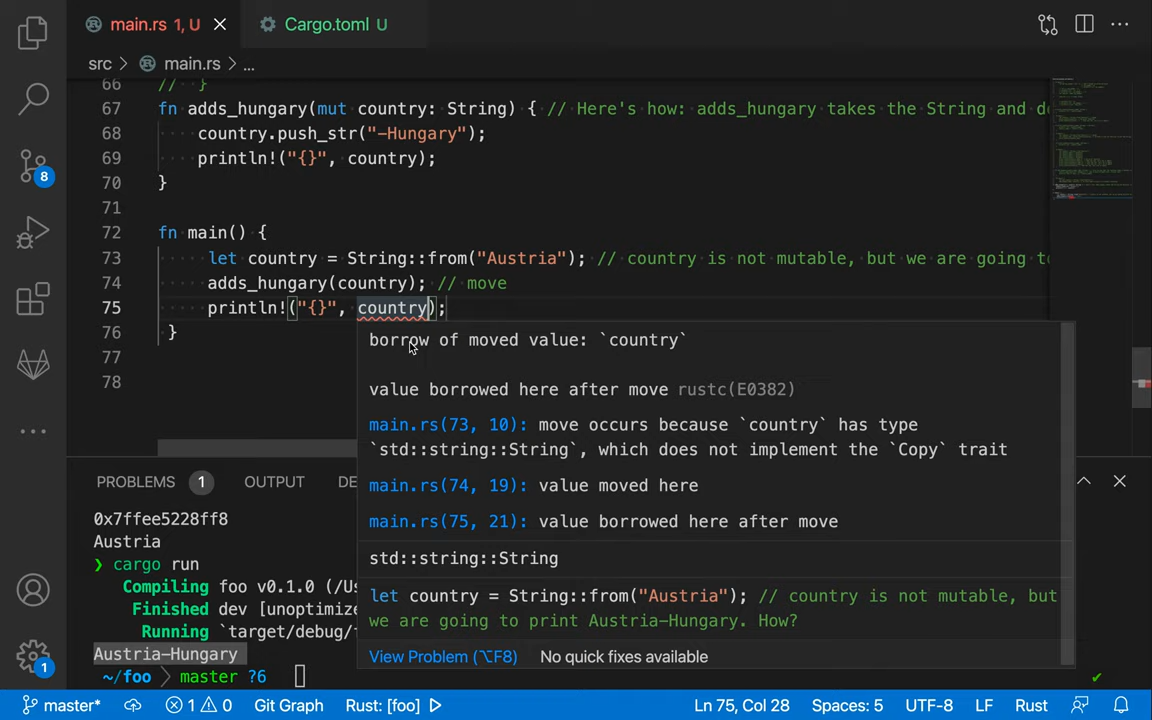 main.rs 1, U
Cargo.toml U
src > main.rs > ...
66 // }
67 fn adds_hungary(mut country: String) { // Here's how: adds_hungary takes the String and d
68 country.push_str("-Hungary");
69 println!("{}", country);
70 }
71
72 fn main() {
73 let country = String::from("Austria"); // country is not mutable, but we are going to
74 adds_hungary(country); // move
75 println!("{}", country);
76 }
77
78
borrow of moved value: `country`
value borrowed here after move rustc(E0382)
main.rs(73, 10): move occurs because `country` has type
`std::string::String`, which does not implement the `Copy` trait
main.rs(74, 19): value moved here
main.rs(75, 21): value borrowed here after move
std::string::String
let country = String::from("Austria"); // country is not mutable, but
we are going to print Austria-Hungary. How?
View Problem (⌥F8) No quick fixes available
8
PROBLEMS 1 OUTPUT DE
0x7ffee5228ff8
Austria
❯ cargo run
Compiling foo v0.1.0 (/Us
Finished dev [unoptimize
Running `target/debug/
Austria-Hungary
~/foo > master ?6
1
master* 1 0 Git Graph Rust: [foo] Ln 75, Col 28 Spaces: 5 UTF-8 LF Rust